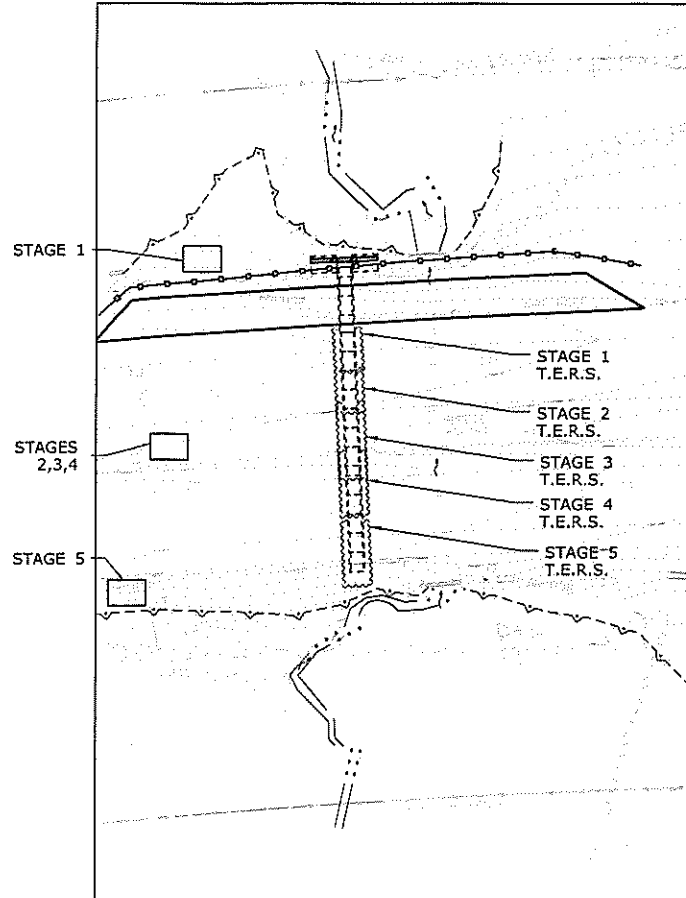 STAGE 1
STAGE 1
T.E.R.S.
STAGE 2
T.E.R.S.
STAGES
2,3,4
STAGE 3
T.E.R.S.
STAGE 4
T.E.R.S.
STAGE 5
T.E.R.S.
STAGE 5